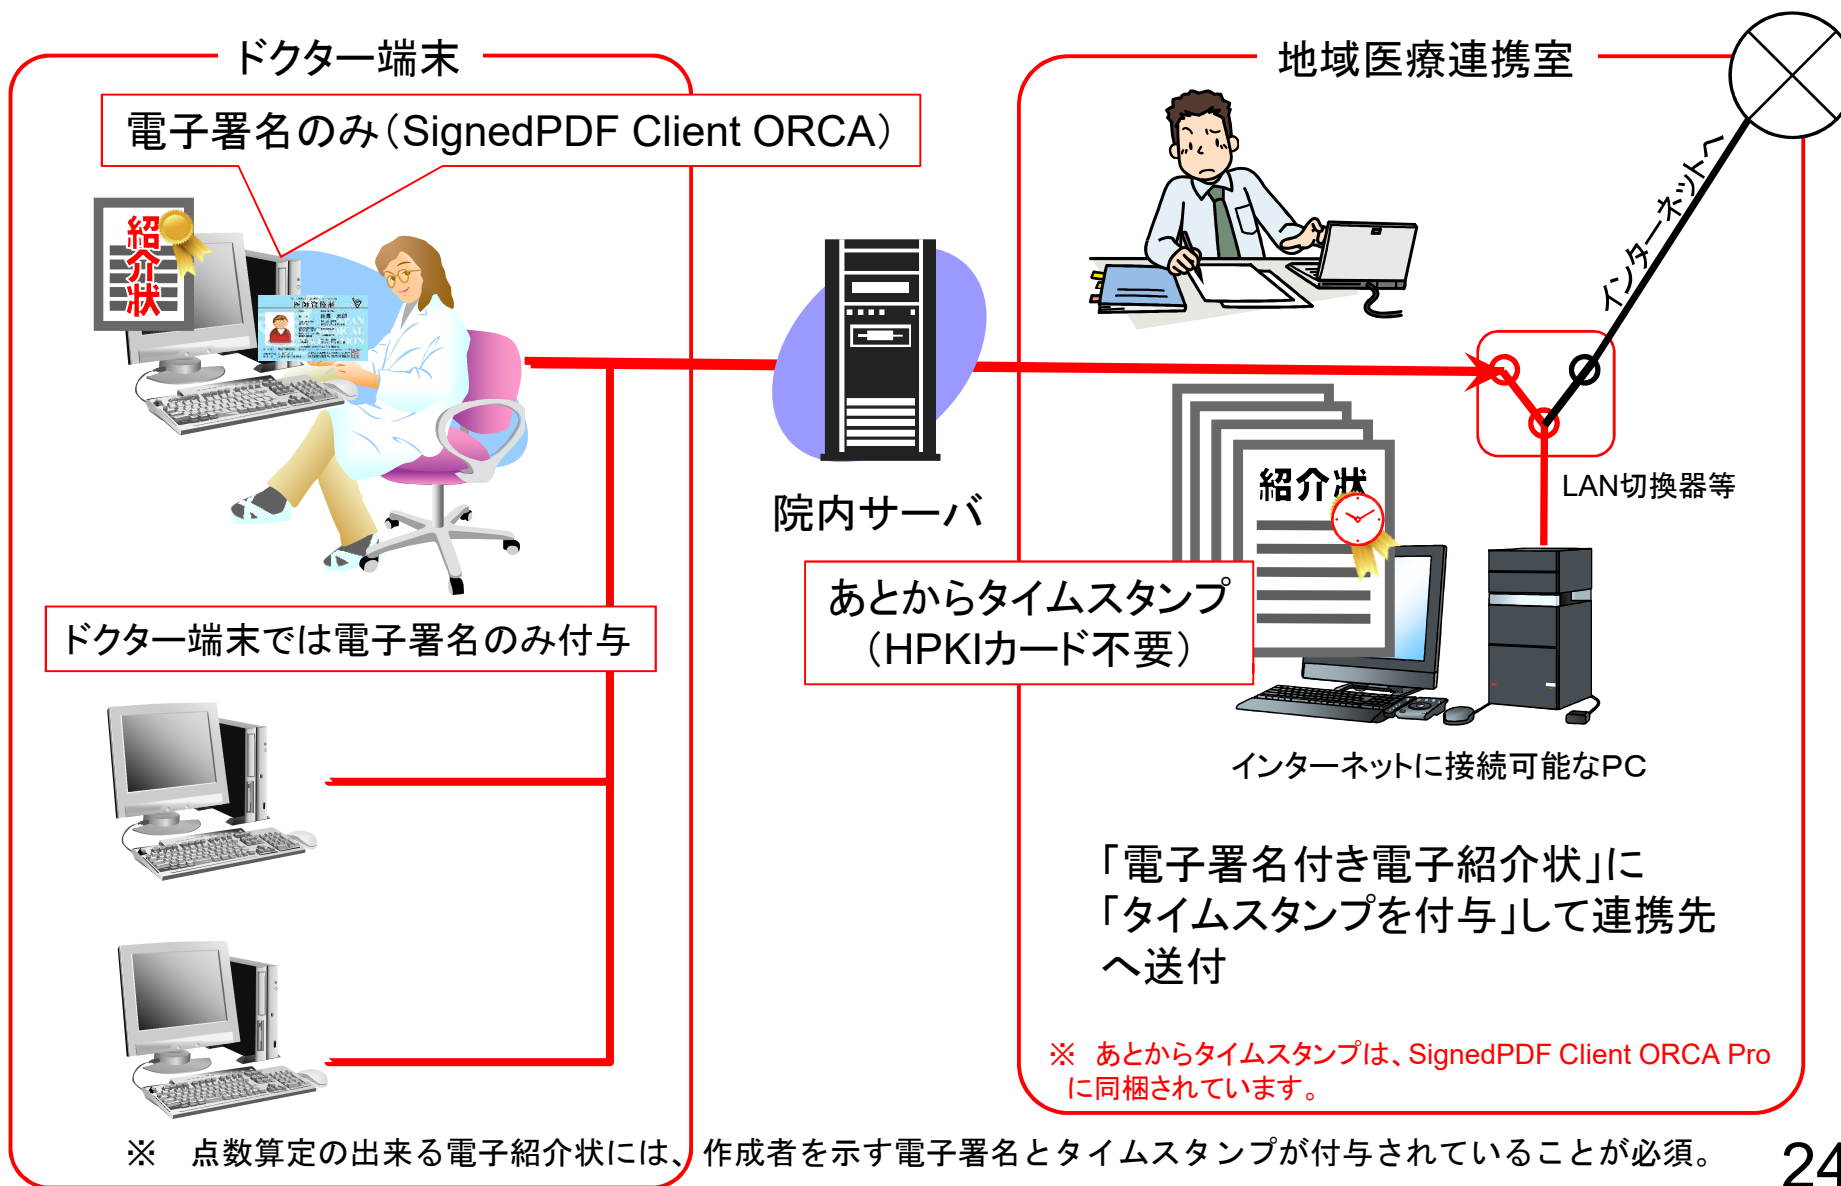 ドクター端末
地域医療連携室
電子署名のみ（SignedPDF Client ORCA）
紹介状
医師資格証
インターネットへ
LAN切換器等
院内サーバ
紹介状
あとからタイムスタンプ
（HPKIカード不要）
ドクター端末では電子署名のみ付与
インターネットに接続可能なPC
「電子署名付き電子紹介状」に
「タイムスタンプを付与」して連携先
へ送付
※　あとからタイムスタンプは、SignedPDF Client ORCA Pro
に同梱されています。
※　点数算定の出来る電子紹介状には、作成者を示す電子署名とタイムスタンプが付与されていることが必須。
24